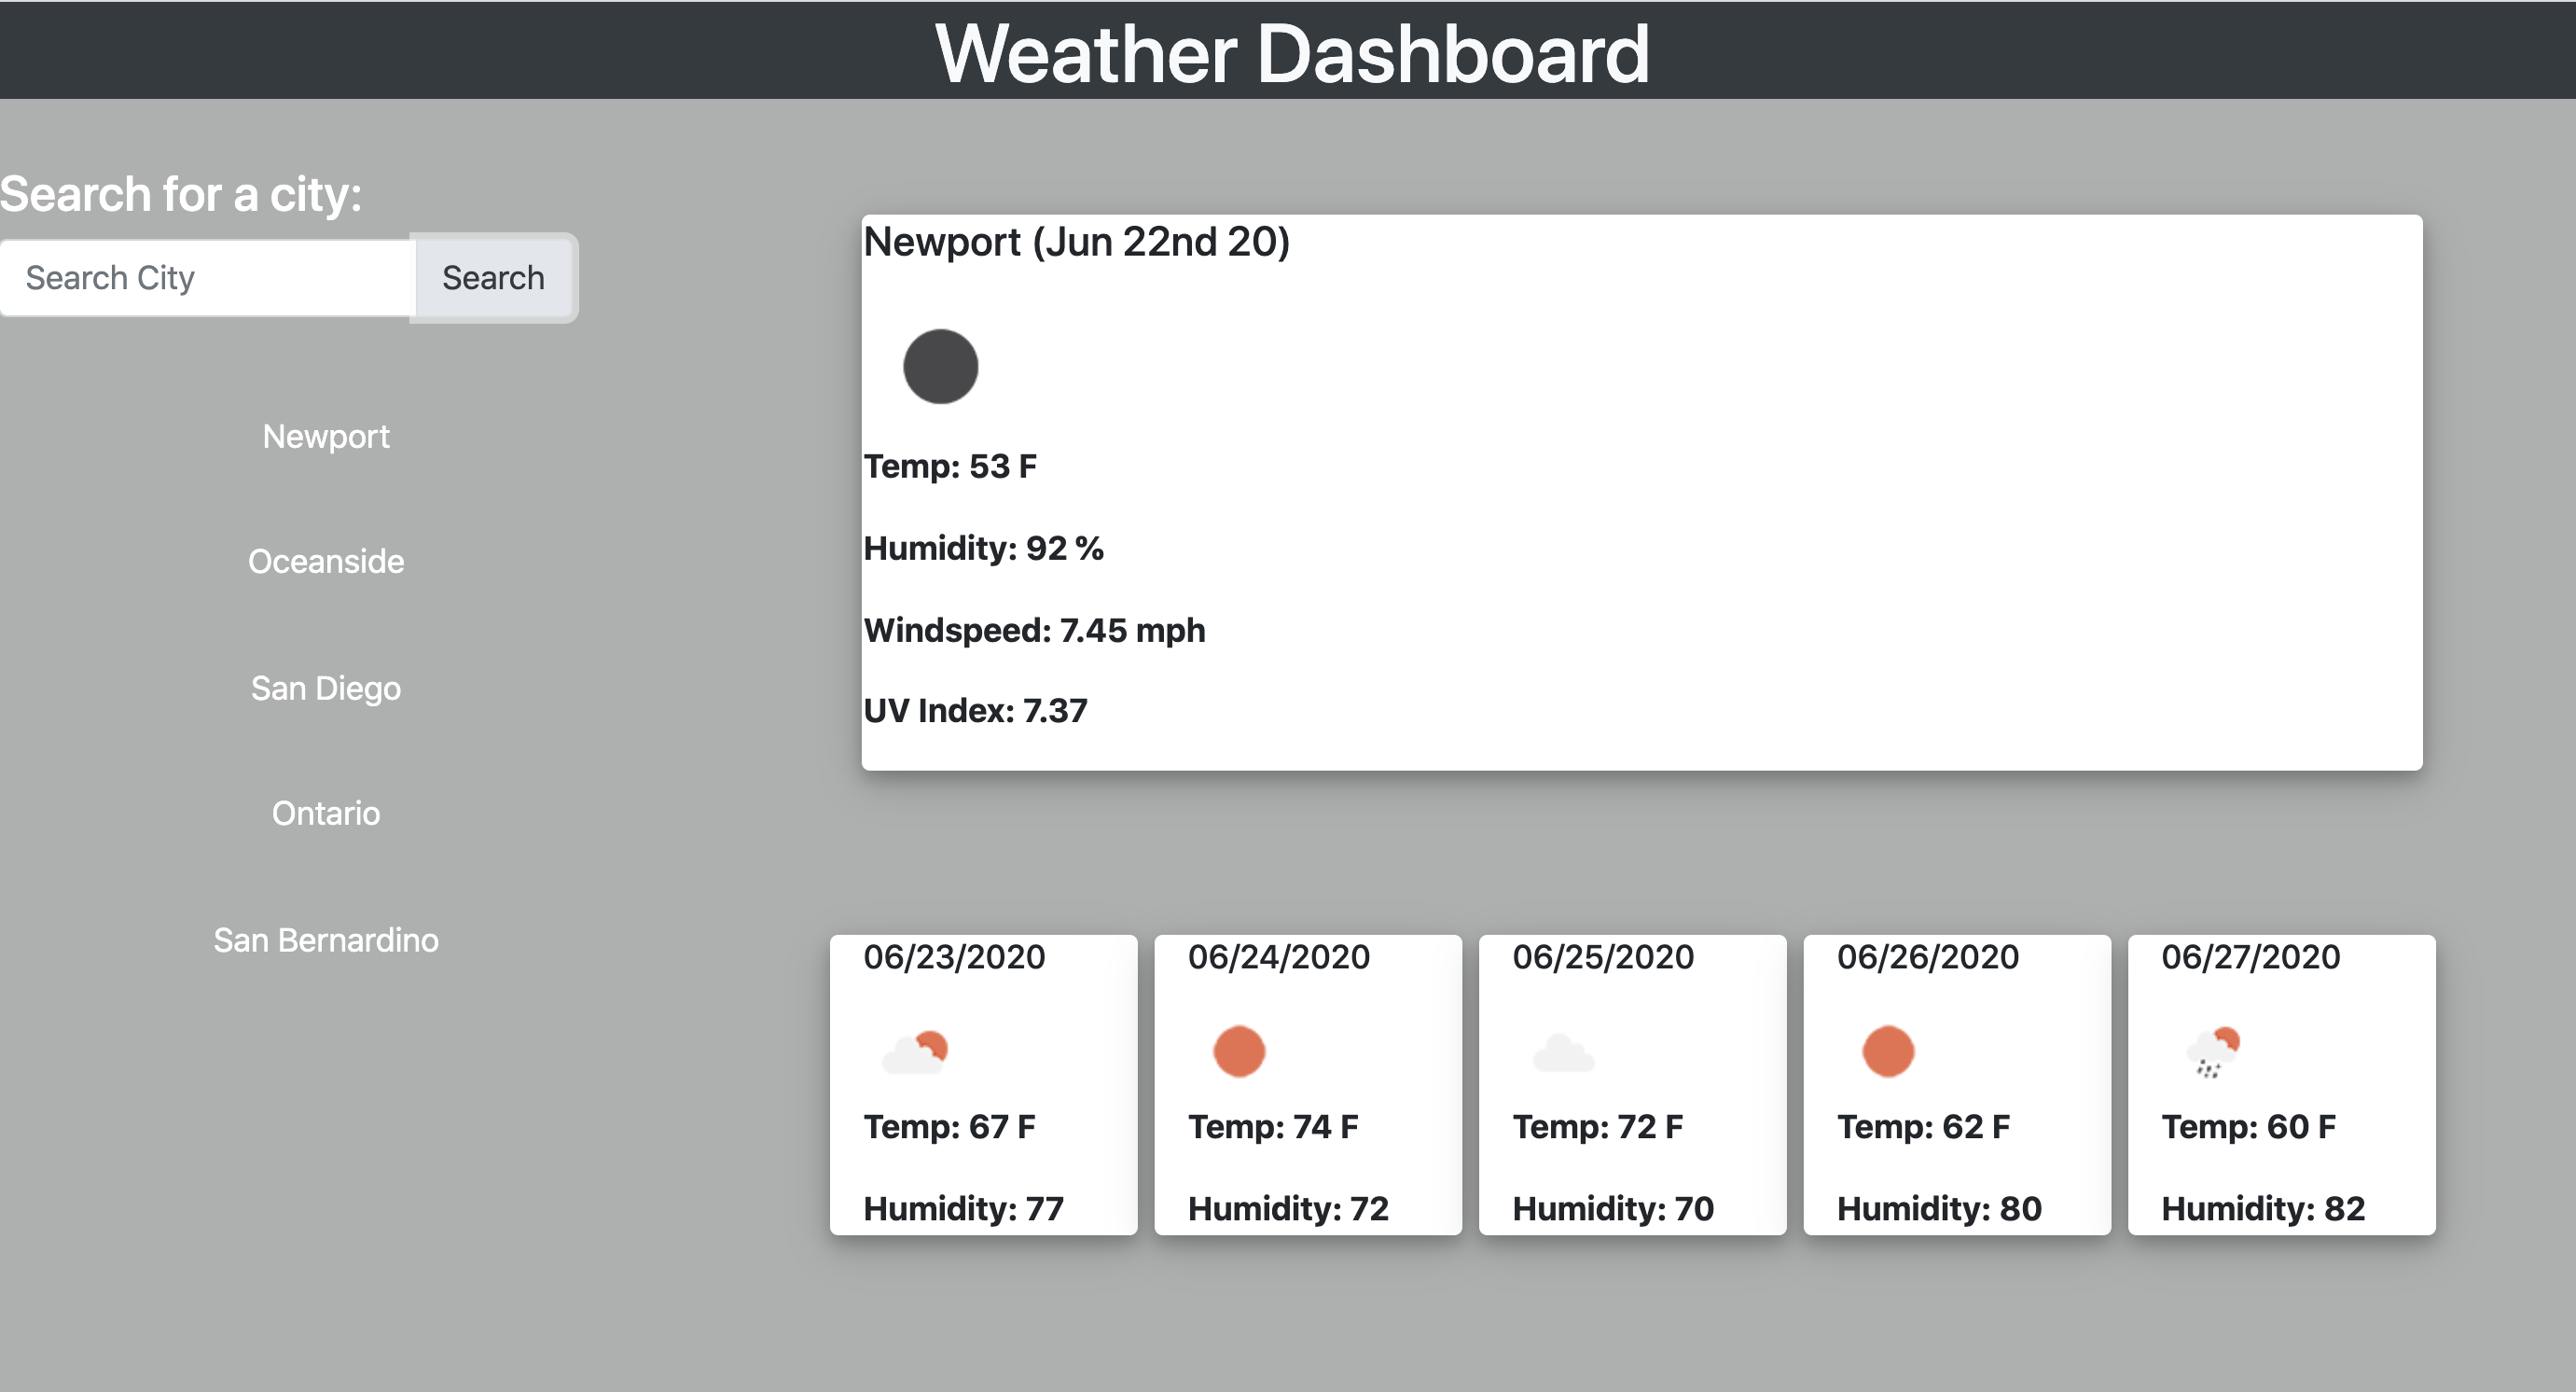 Weather Dashboard
Search for a city:
Search City
Search
Newport
Oceanside
San Diego
Ontario
San Bernardino
Newport (Jun 22nd 20)
Temp: 53 F
Humidity: 92 %
Windspeed: 7.45 mph
UV Index: 7.37
06/23/2020
Temp: 67 F
Humidity: 77
06/24/2020
Temp: 74 F
Humidity: 72
06/25/2020
Temp: 72 F
Humidity: 70
06/26/2020
Temp: 62 F
Humidity: 80
06/27/2020
Temp: 60 F
Humidity: 82